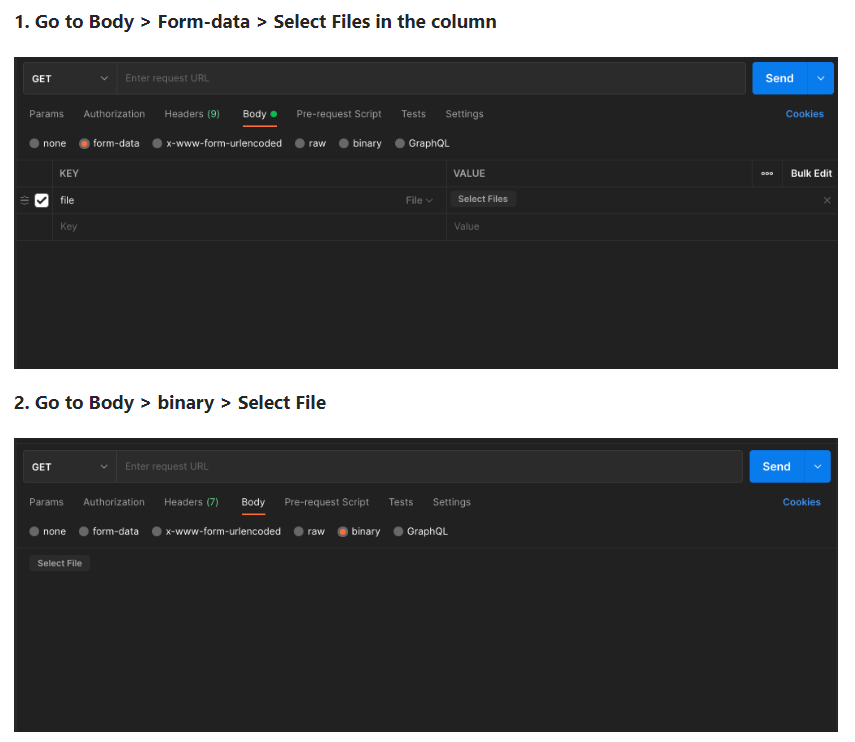 1. Go to Body > Form-data > Select Files in the column
GET Enter request URL Send
Params Authorization Headers (9) Body Pre-request Script Tests Settings Cookies
none form-data x-www-form-urlencoded raw binary GraphQL
KEY VALUE ooo Bulk Edit
file File Select Files
Key Value
2. Go to Body > binary > Select File
GET Enter request URL Send
Params Authorization Headers (7) Body Pre-request Script Tests Settings Cookies
none form-data x-www-form-urlencoded raw binary GraphQL
Select File